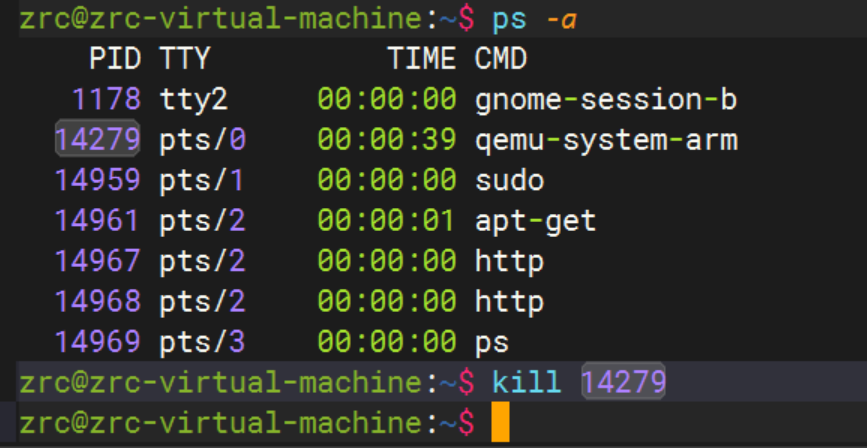 zrc@zrc-virtual-machine:~$ ps -a
PID TTY TIME CMD
1178 tty2 00:00:00 gnome-session-b
14279 pts/0 00:00:39 qemu-system-arm
14959 pts/1 00:00:00 sudo
14961 pts/2 00:00:01 apt-get
14967 pts/2 00:00:00 http
14968 pts/2 00:00:00 http
14969 pts/3 00:00:00 ps
zrc@zrc-virtual-machine:~$ kill 14279
zrc@zrc-virtual-machine:~$